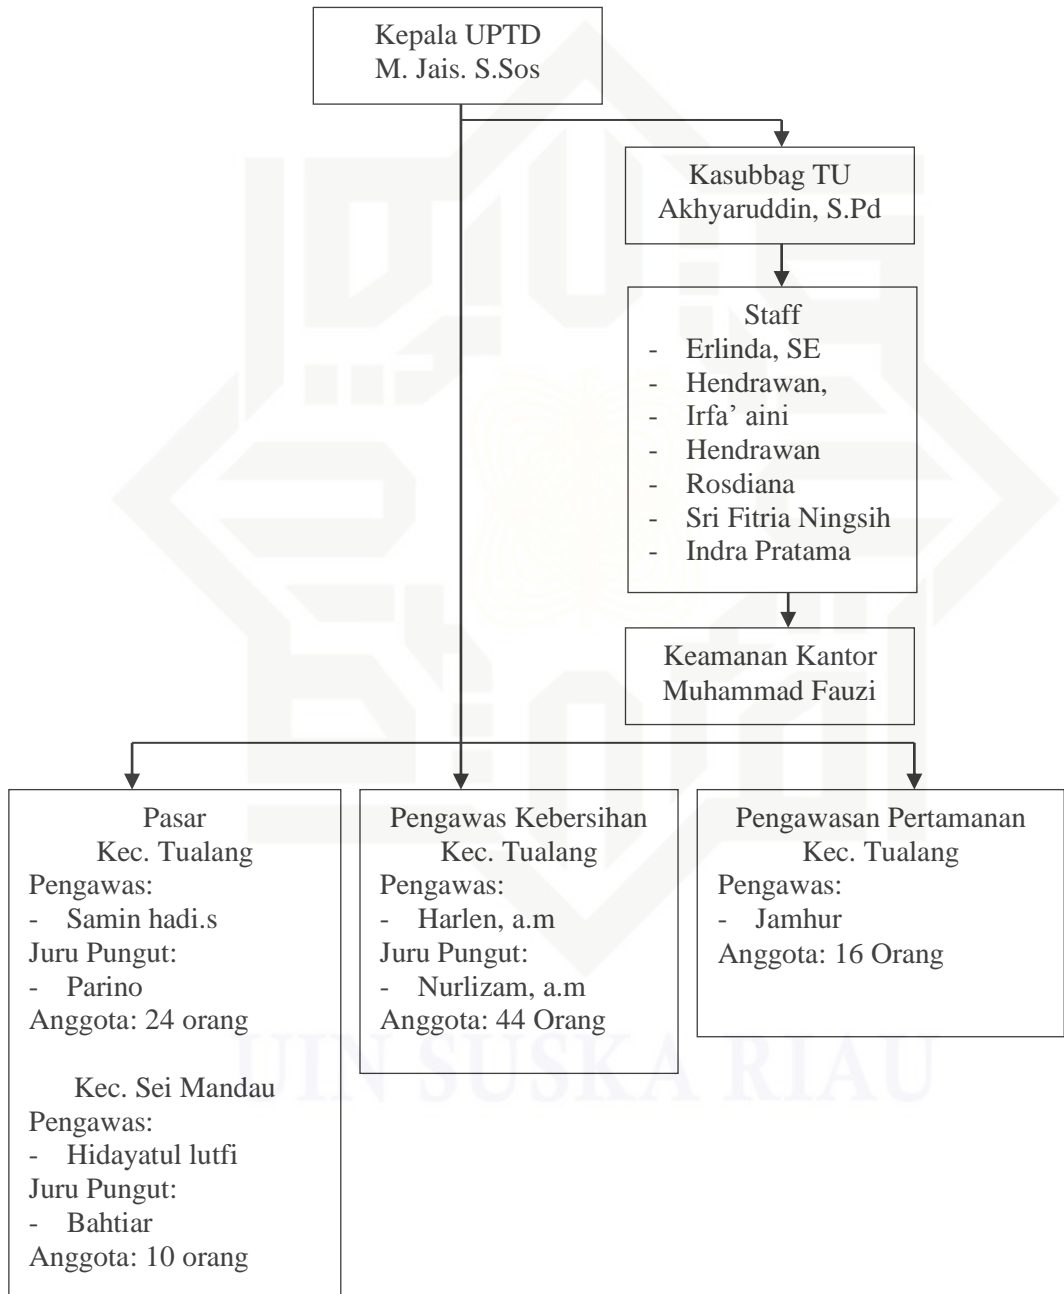 Kepala UPTD
M. Jais. S.Sos
Kasubbag TU
Akhyaruddin, S.Pd
Staff
- Erlinda, SE
- Hendrawan,
- Irfa’ aini
- Hendrawan
- Rosdiana
- Sri Fitria Ningsih
- Indra Pratama
Keamanan Kantor
Muhammad Fauzi
Pasar
Kec. Tualang
Pengawas:
- Samin hadi.s
Juru Pungut:
- Parino
Anggota: 24 orang
Kec. Sei Mandau
Pengawas:
- Hidayatul lutfi
Juru Pungut:
- Bahtiar
Anggota: 10 orang
Pengawas Kebersihan
Kec. Tualang
Pengawas:
- Harlen, a.m
Juru Pungut:
- Nurlizam, a.m
Anggota: 44 Orang
Pengawasan Pertamanan
Kec. Tualang
Pengawas:
- Jamhur
Anggota: 16 Orang
UIN SUSKA RIAU